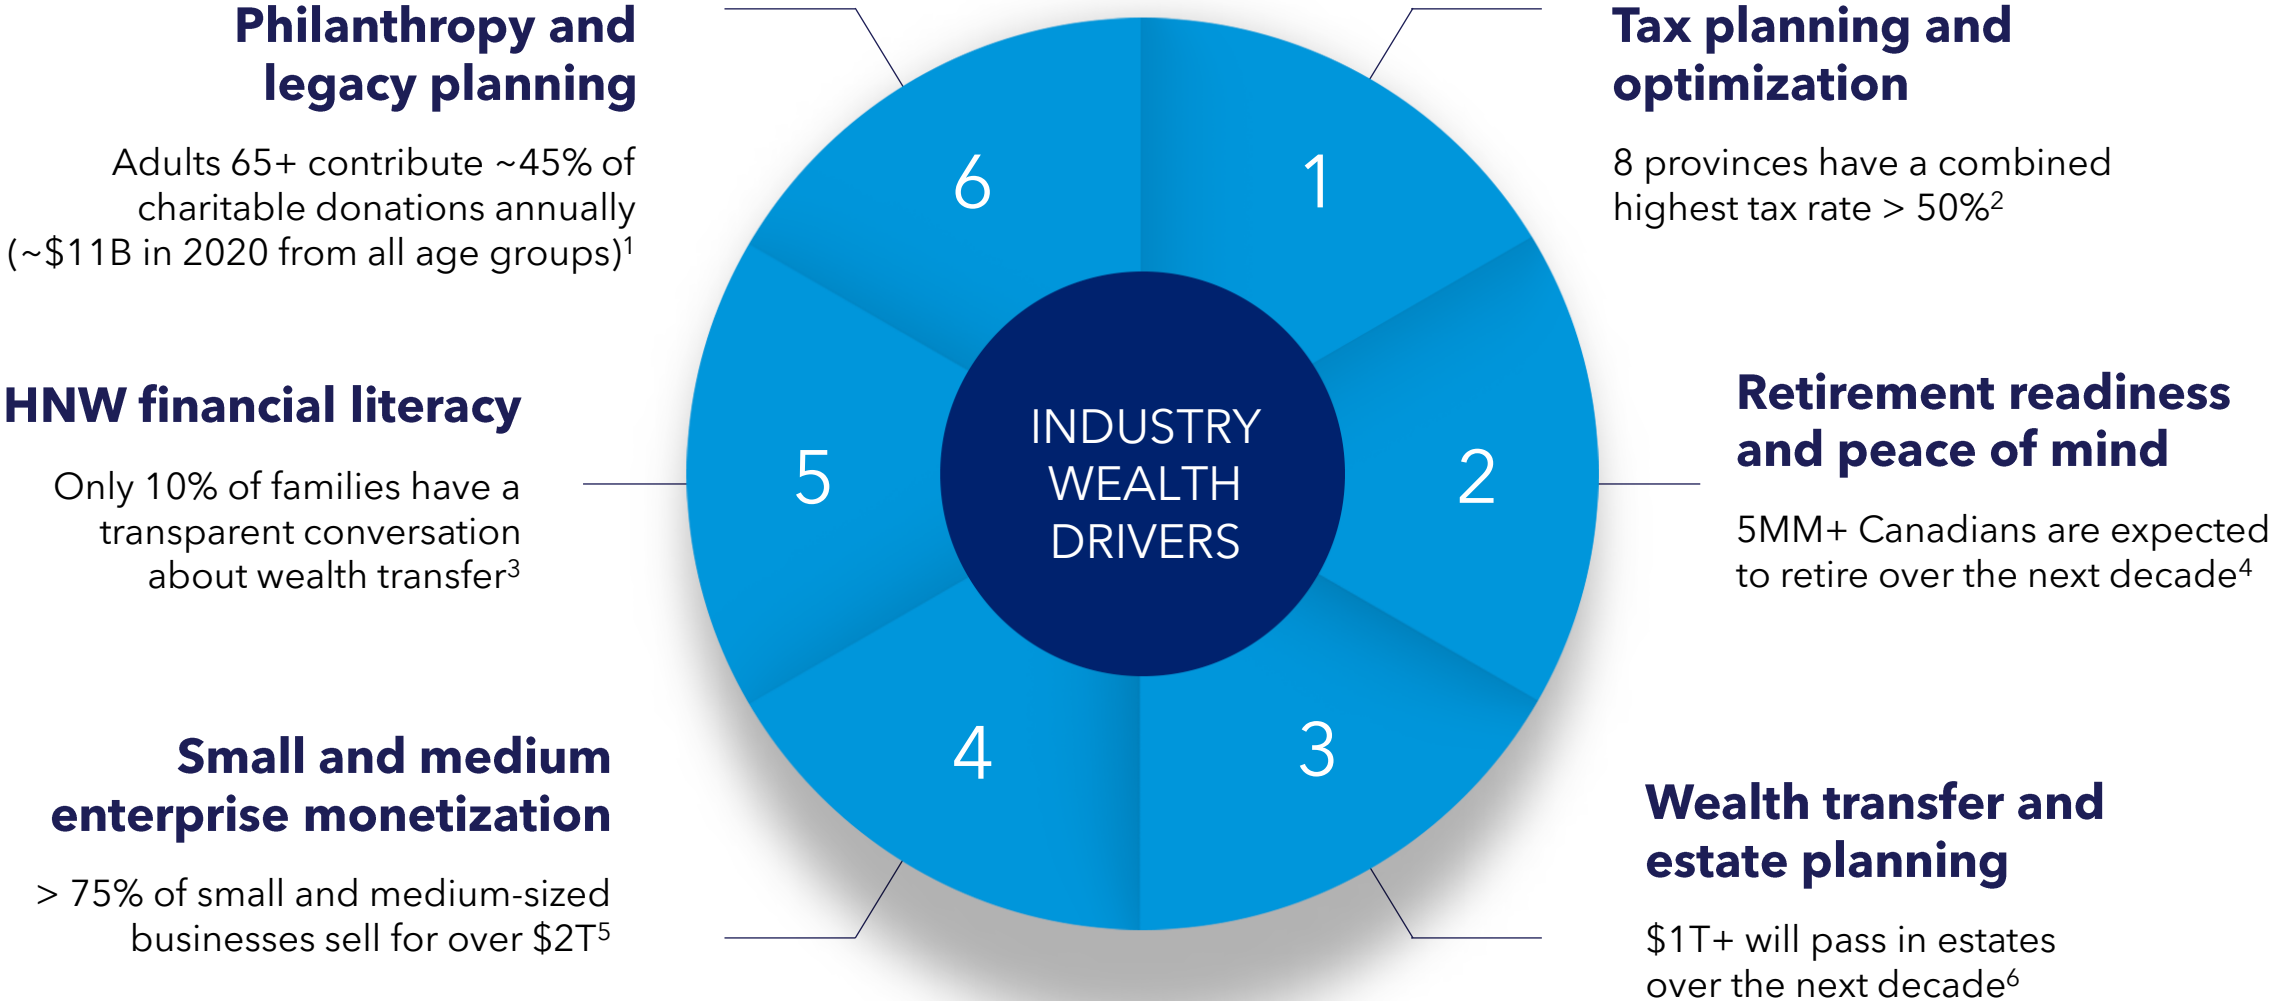 Philanthropy and
legacy planning
Adults 65+ contribute ~45% of
charitable donations annually
(~$11B in 2020 from all age groups)¹
HNW financial literacy
Only 10% of families have a
transparent conversation
about wealth transfer³
Small and medium
enterprise monetization
> 75% of small and medium-sized
businesses sell for over $2T⁵
6
1
5
INDUSTRY
WEALTH
DRIVERS
2
4
3
Tax planning and
optimization
8 provinces have a combined
highest tax rate > 50%²
Retirement readiness
and peace of mind
5MM+ Canadians are expected
to retire over the next decade⁴
Wealth transfer and
estate planning
$1T+ will pass in estates
over the next decade⁶